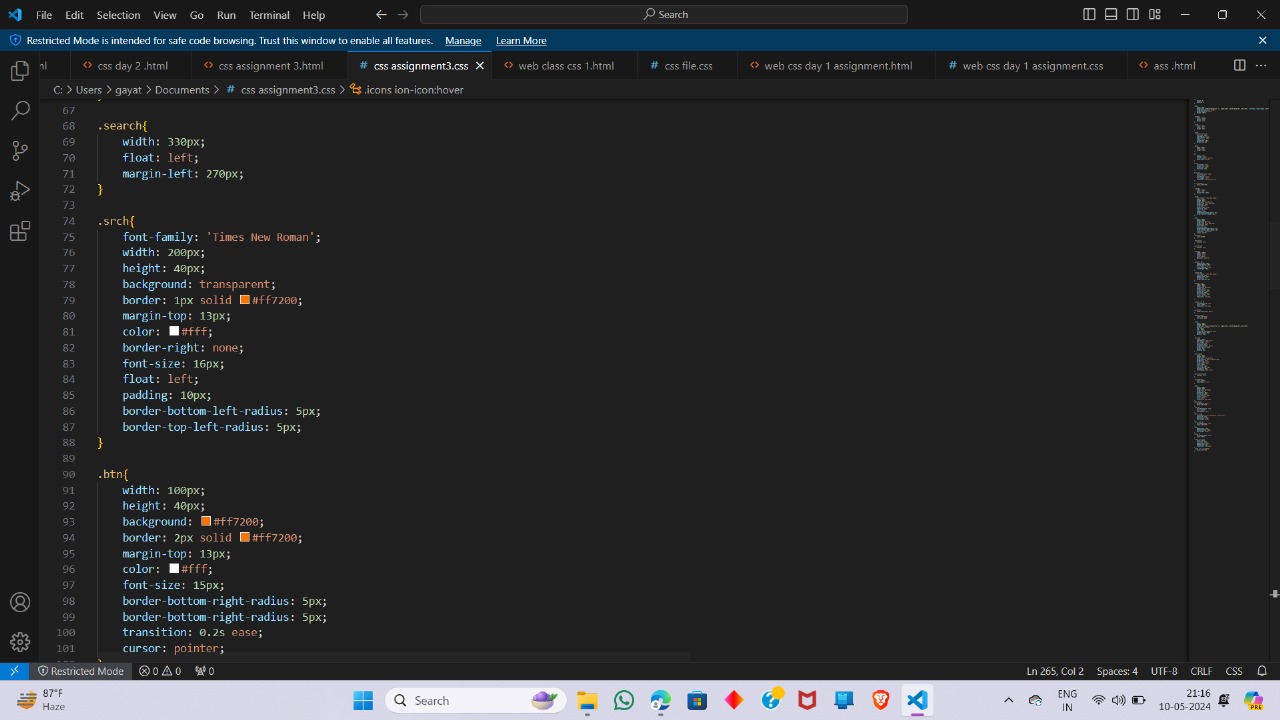 File Edit Selection View Go Run Terminal Help
Search
Restricted Mode is intended for safe code browsing. Trust this window to enable all features. Manage Learn More
css day 2 .html
css assignment 3.html
css assignment3.css
web class css 1.html
css file.css
web css day 1 assignment.html
web css day 1 assignment.css
ass .html
C: > Users > gayat > Documents > # css assignment3.css > .icons ion-icon:hover
67
68 .search{
69 width: 330px;
70 float: left;
71 margin-left: 270px;
72 }
73
74 .srch{
75 font-family: 'Times New Roman';
76 width: 200px;
77 height: 40px;
78 background: transparent;
79 border: 1px solid #ff7200;
80 margin-top: 13px;
81 color: #fff;
82 border-right: none;
83 font-size: 16px;
84 float: left;
85 padding: 10px;
86 border-bottom-left-radius: 5px;
87 border-top-left-radius: 5px;
88 }
89
90 .btn{
91 width: 100px;
92 height: 40px;
93 background: #ff7200;
94 border: 2px solid #ff7200;
95 margin-top: 13px;
96 color: #fff;
97 font-size: 15px;
98 border-bottom-right-radius: 5px;
99 border-bottom-right-radius: 5px;
100 transition: 0.2s ease;
101 cursor: pointer;
Restricted Mode 0 0 0 Ln 265, Col 2 Spaces: 4 UTF-8 CRLF CSS
87°F
Haze
Search
ENG
IN
21:16
10-05-2024
PRE